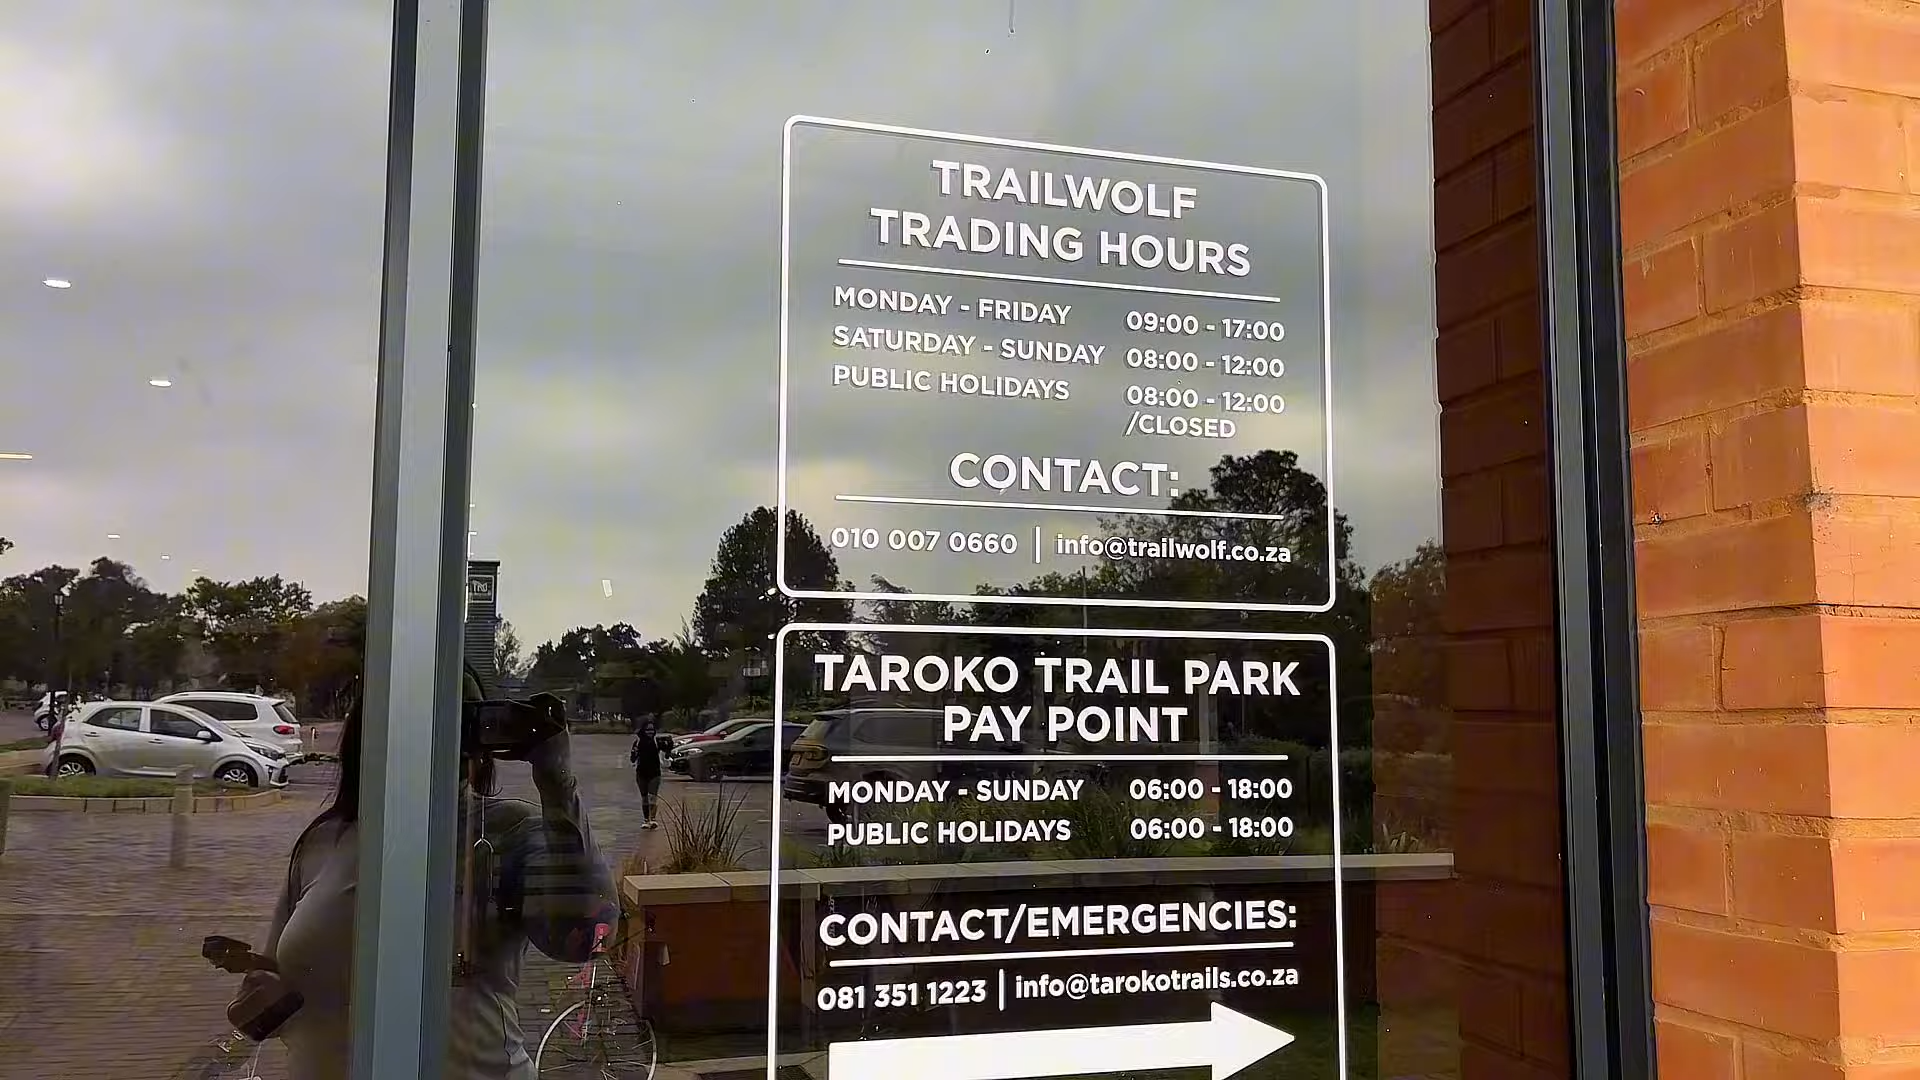 TRAILWOLF
TRADING HOURS
MONDAY - FRIDAY 09:00 - 17:00
SATURDAY - SUNDAY 08:00 - 12:00
PUBLIC HOLIDAYS 08:00 - 12:00
/CLOSED
CONTACT:
010 007 0660 | info@trailwolf.co.za
TAROKO TRAIL PARK
PAY POINT
MONDAY - SUNDAY 06:00 - 18:00
PUBLIC HOLIDAYS 06:00 - 18:00
CONTACT/EMERGENCIES:
081 351 1223 | info@tarokotrails.co.za